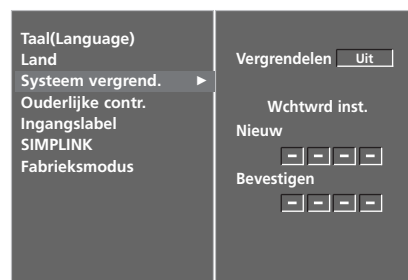 Taal(Language)
Land
Systeem vergrend. ►
Ouderlijke contr.
Ingangslabel
SIMPLINK
Fabrieksmodus
Vergrendelen Uit
Wchtwrd inst.
Nieuw
– – – –
Bevestigen
– – – –